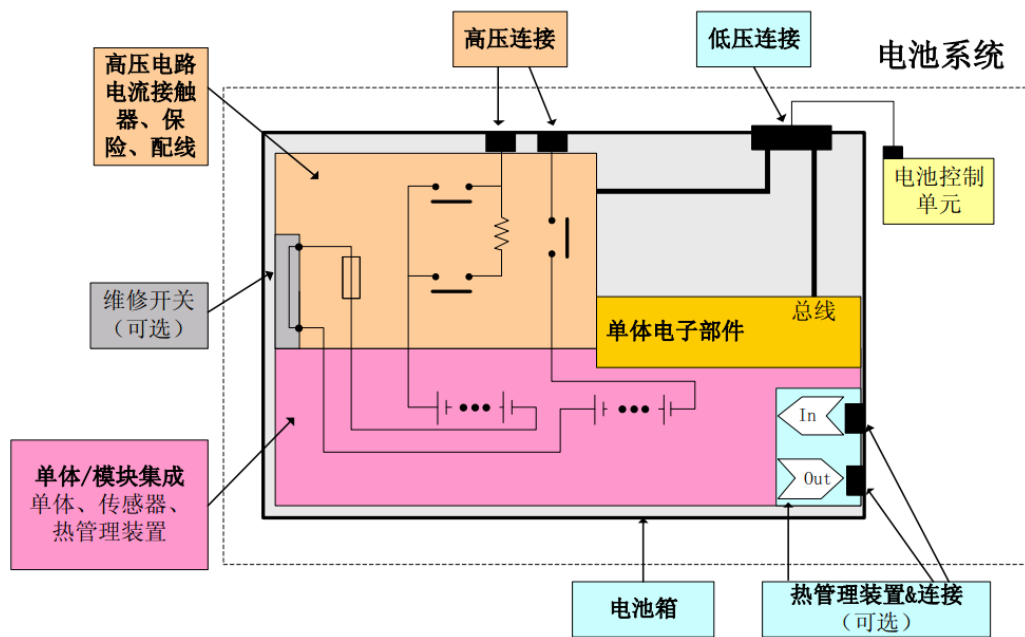 高压连接
低压连接
电池系统
高压电路
电流接触
器、保
险、配线
电池控制
单元
维修开关
（可选）
总线
单体电子部件
In
Out
单体/模块集成
单体、传感器、
热管理装置
电池箱
热管理装置&连接
（可选）